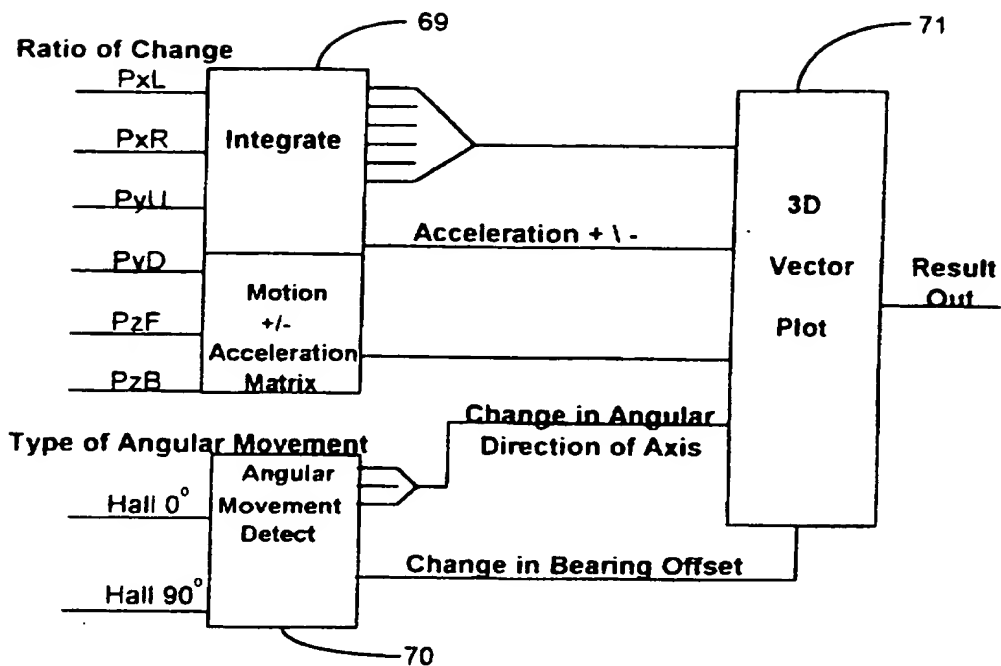 69
71
Ratio of Change
PxL
PxR
PyU
PyD
PzF
PzB
Integrate
Motion
+/-
Acceleration
Matrix
Acceleration + \ -
3D
Vector
Plot
Result
Out
Change in Angular
Direction of Axis
Type of Angular Movement
Angular
Movement
Detect
Hall 0°
Hall 90°
Change in Bearing Offset
70